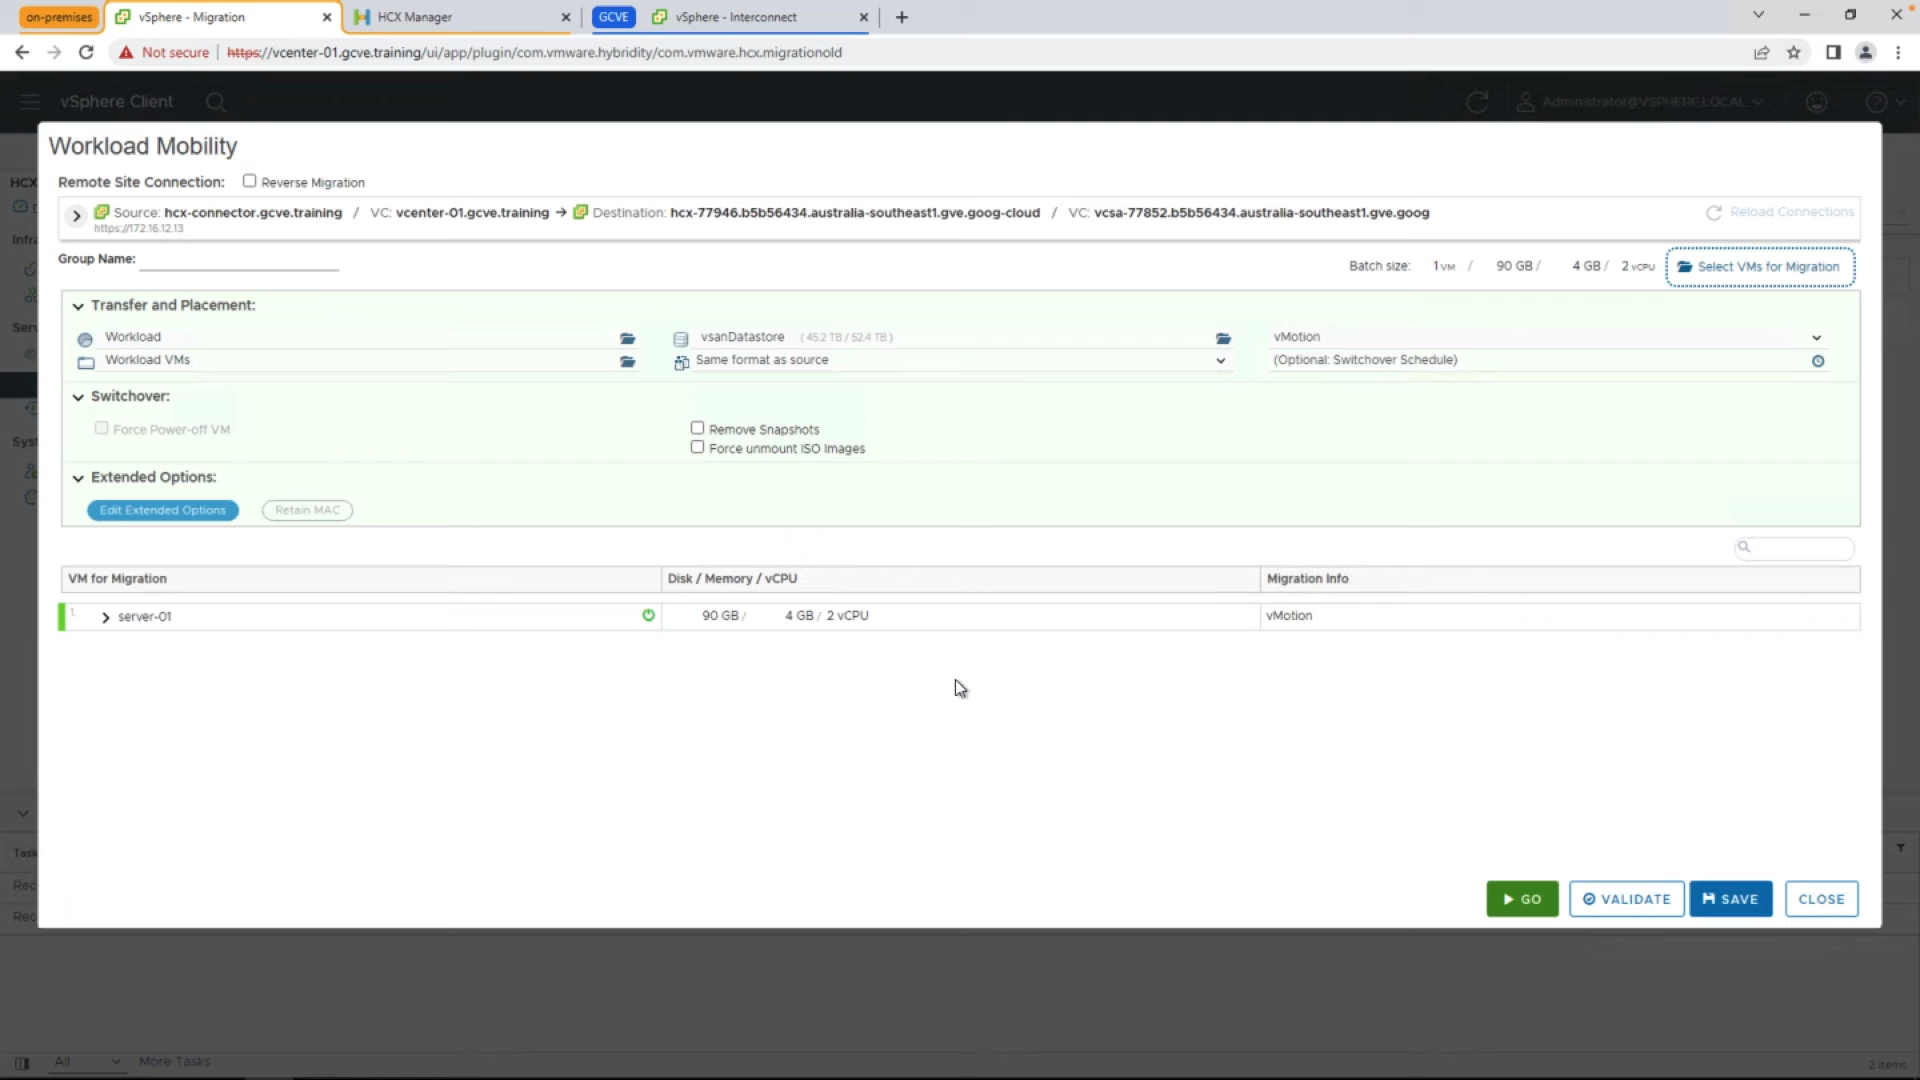 on-premises vSphere - Migration HCX Manager GCVE vSphere - Interconnect
Not secure https://vcenter-01.gcve.training/ui/app/plugin/com.vmware.hybridity/com.vmware.hcx.migrationold
vSphere Client Administrator@VSPHERE.LOCAL
Workload Mobility
Remote Site Connection: Reverse Migration
HCX
Source: hcx-connector.gcve.training / VC: vcenter-01.gcve.training → Destination: hcx-77946.b5b56434.australia-southeast1.gve.goog-cloud / VC: vcsa-77852.b5b56434.australia-southeast1.gve.goog Reload Connections
https://172.16.12.13
Infra
Group Name: Batch size: 1 VM / 90 GB / 4 GB / 2 vCPU Select VMs for Migration
Transfer and Placement:
Serv
Workload vsanDatastore ( 45.2 TB / 52.4 TB ) vMotion
Workload VMs Same format as source (Optional: Switchover Schedule)
Switchover:
Force Power-off VM Remove Snapshots
Syst
Force unmount ISO Images
Extended Options:
Edit Extended Options Retain MAC
VM for Migration Disk / Memory / vCPU Migration Info
1. server-01 90 GB / 4 GB / 2 vCPU vMotion
Task
Rec
GO VALIDATE SAVE CLOSE
Rec
All More Tasks 2 items